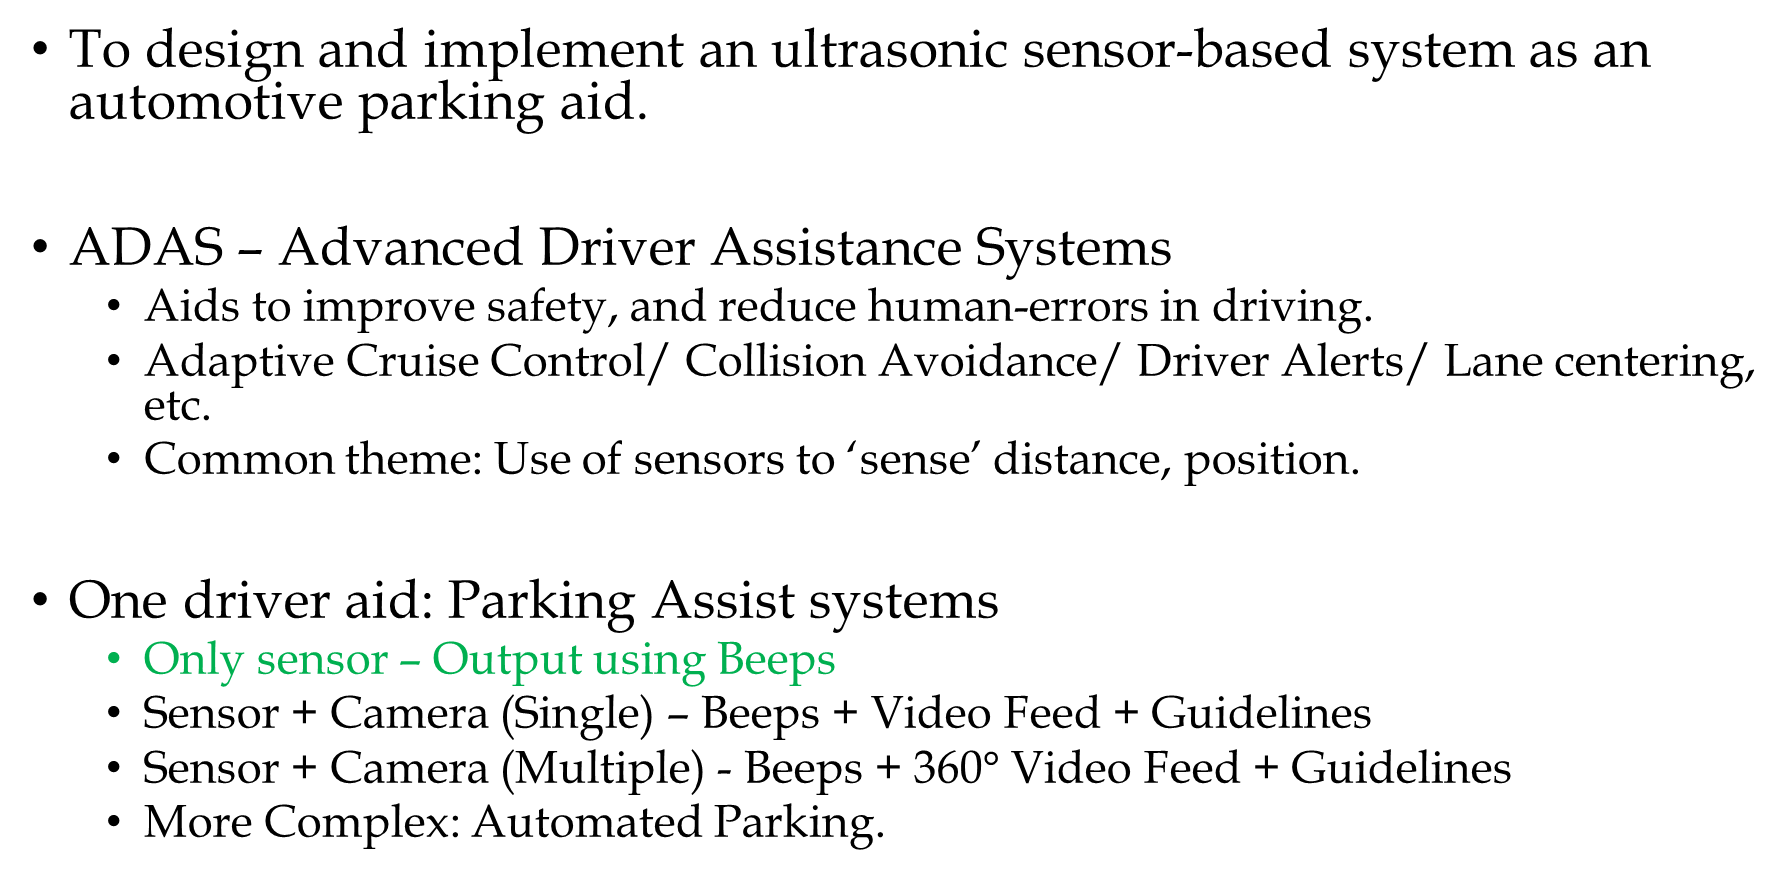 • To design and implement an ultrasonic sensor-based system as an
automotive parking aid.
• ADAS – Advanced Driver Assistance Systems
• Aids to improve safety, and reduce human-errors in driving.
• Adaptive Cruise Control/ Collision Avoidance/ Driver Alerts/ Lane centering,
etc.
• Common theme: Use of sensors to ‘sense’ distance, position.
• One driver aid: Parking Assist systems
• Only sensor – Output using Beeps
• Sensor + Camera (Single) – Beeps + Video Feed + Guidelines
• Sensor + Camera (Multiple) - Beeps + 360° Video Feed + Guidelines
• More Complex: Automated Parking.